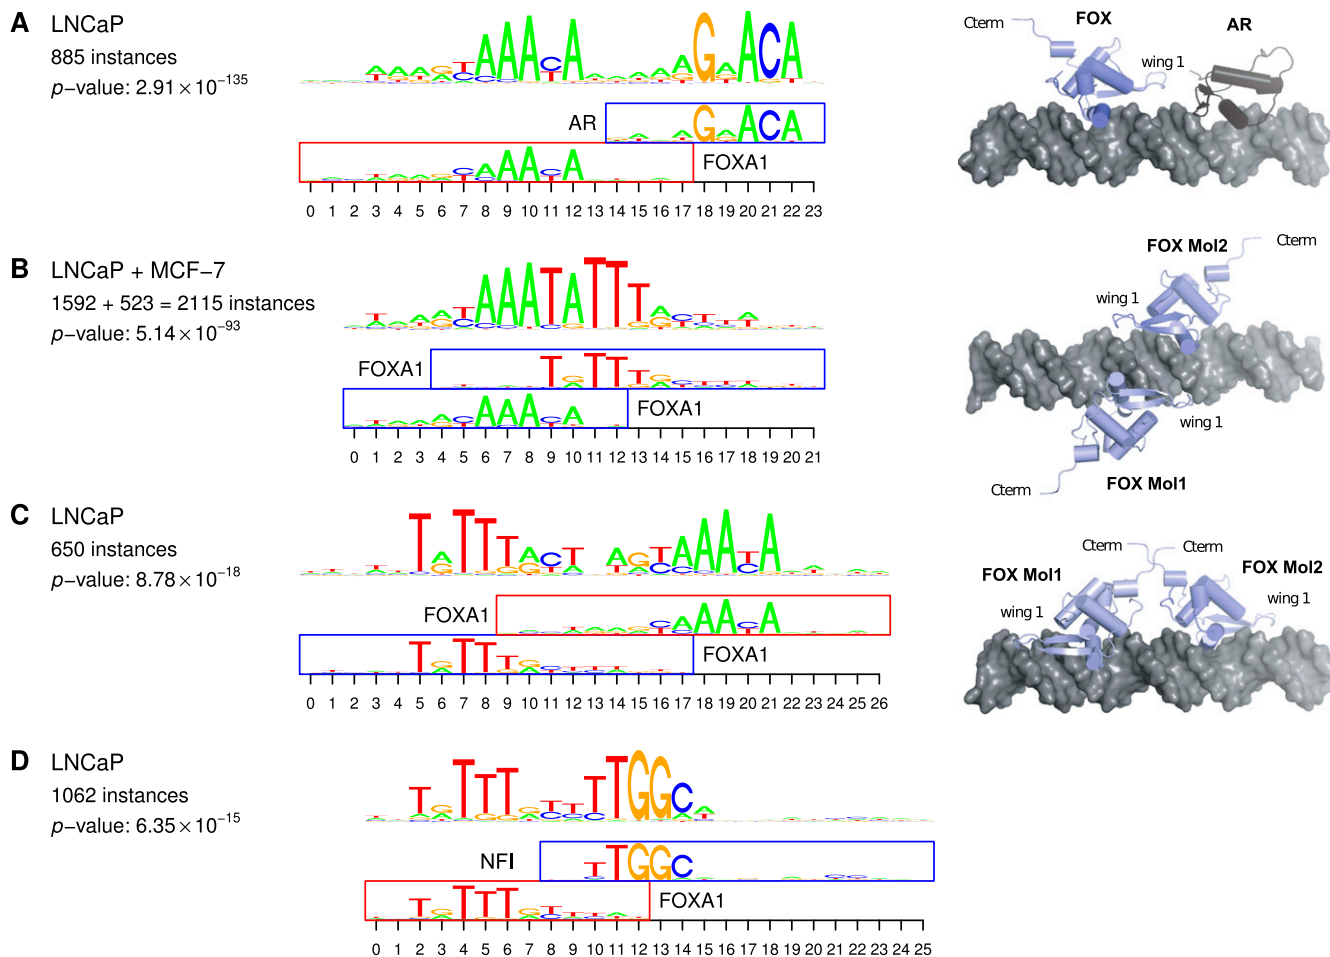 A LNCaP
885 instances
p−value: 2.91 × 10−135
AR
FOXA1
0 1 2 3 4 5 6 7 8 9 10 11 12 13 14 15 16 17 18 19 20 21 22 23
Cterm FOX AR
wing 1
B LNCaP + MCF−7
1592 + 523 = 2115 instances
p−value: 5.14 × 10−93
FOXA1
FOXA1
0 1 2 3 4 5 6 7 8 9 10 11 12 13 14 15 16 17 18 19 20 21
FOX Mol2 Cterm
wing 1
wing 1
Cterm FOX Mol1
C LNCaP
650 instances
p−value: 8.78 × 10−18
FOXA1
FOXA1
0 1 2 3 4 5 6 7 8 9 10 11 12 13 14 15 16 17 18 19 20 21 22 23 24 25 26
Cterm Cterm
FOX Mol1 FOX Mol2
wing 1 wing 1
D LNCaP
1062 instances
p−value: 6.35 × 10−15
NFI
FOXA1
0 1 2 3 4 5 6 7 8 9 10 11 12 13 14 15 16 17 18 19 20 21 22 23 24 25